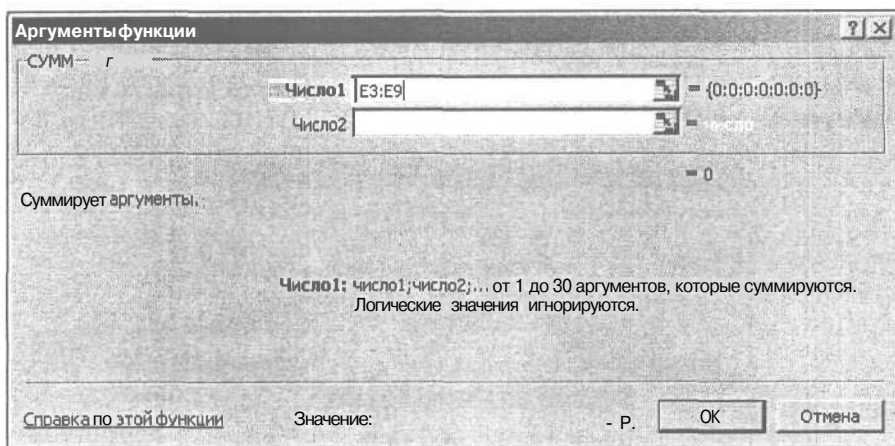 Аргументы функции
СУММ г
Число1 E3:E9 = {0:0:0:0:0:0:0}
Число2 = число
= 0
Суммирует аргументы.
Число1: число1;число2;... от 1 до 30 аргументов, которые суммируются.
Логические значения игнорируются.
Справка по этой функции Значение: - Р. OK Отмена